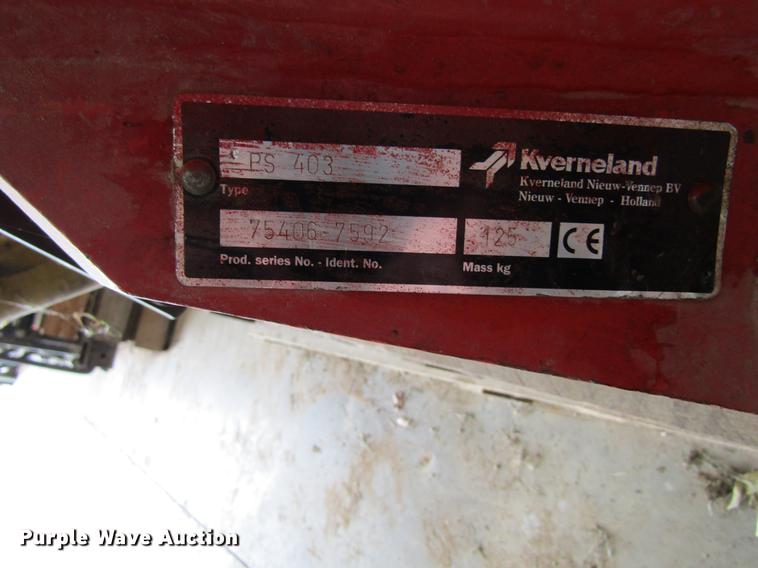 PS 403
Type
Kverneland
Kverneland Nieuw-Vennep BV
Nieuw - Vennep - Holland
75406-7592
125
CE
Prod. series No. - Ident. No.
Mass kg
Purple Wave Auction